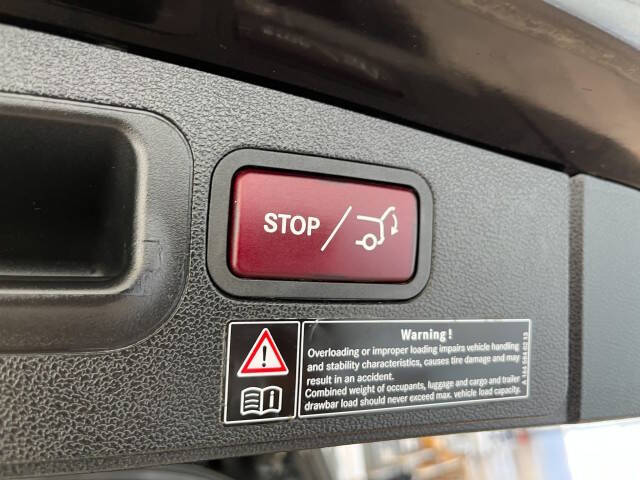 STOP /
Warning!
Overloading or improper loading impairs vehicle handling
and stability characteristics, causes tire damage and may
result in an accident.
Combined weight of occupants, luggage and cargo and trailer
drawbar load should never exceed max. vehicle load capacity.